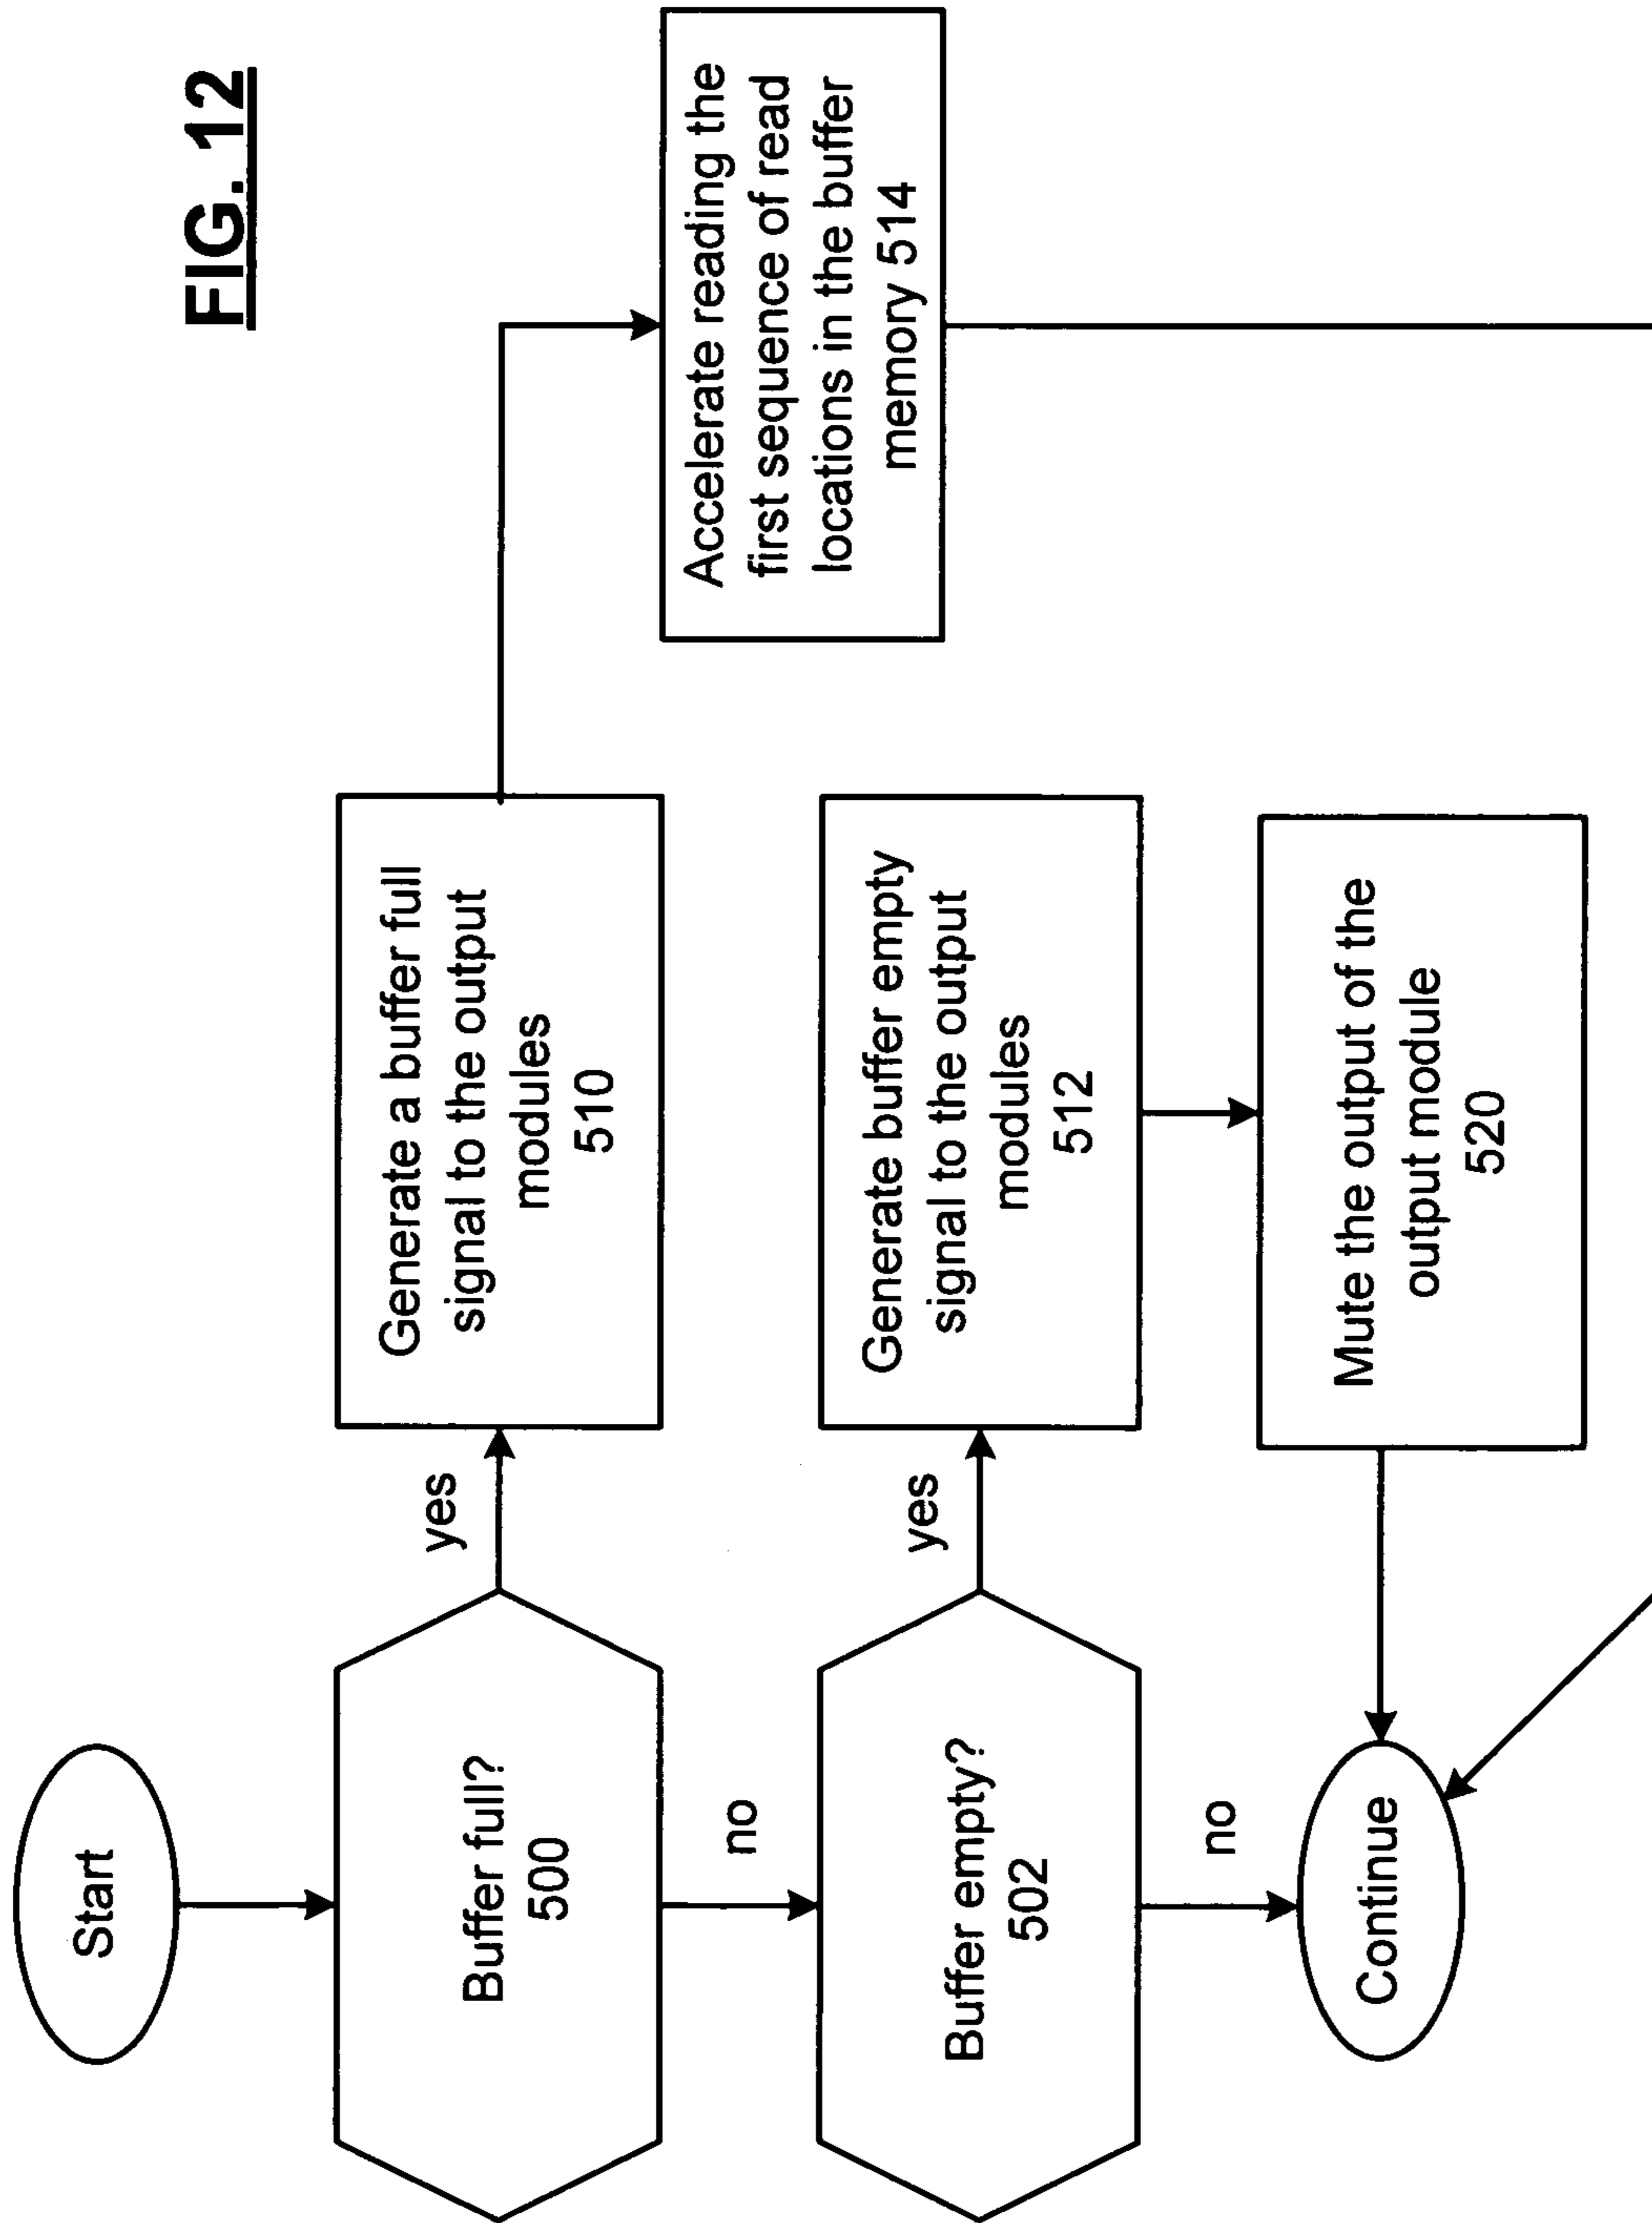 FIG. 12
Start
Buffer full?
500
yes
Generate a buffer full
signal to the output
modules
510
Accelerate reading the
first sequence of read
locations in the buffer
memory 514
no
Buffer empty?
502
yes
Generate buffer empty
signal to the output
modules
512
no
Mute the output of the
output module
520
Continue